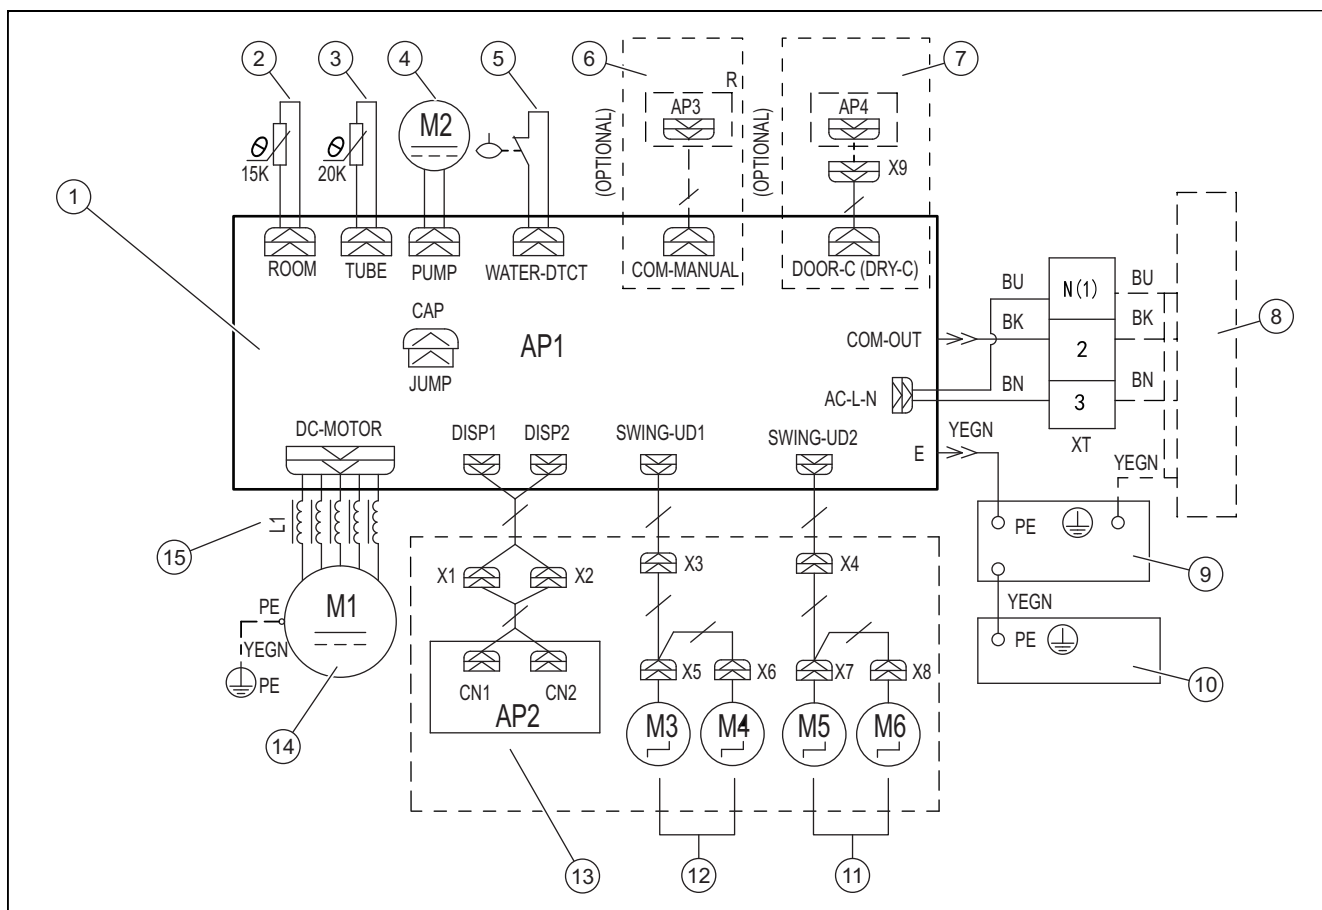 2
3
4
5
6
7
R
AP3
AP4
M2
θ
15K
θ
20K
(OPTIONAL)
(OPTIONAL)
X9
1
ROOM
TUBE
PUMP
WATER-DTCT
COM-MANUAL
DOOR-C (DRY-C)
BU
N(1)
BU
CAP
JUMP
AP1
COM-OUT
BK
2
BK
8
AC-L-N
BN
3
BN
XT
DC-MOTOR
DISP1
DISP2
SWING-UD1
SWING-UD2
E
YEGN
YEGN
15
L1
PE
9
X1
X2
X3
X4
M1
PE
YEGN
PE
YEGN
PE
10
CN1
CN2
AP2
X5
X6
X7
X8
M3
M4
M5
M6
14
13
12
11